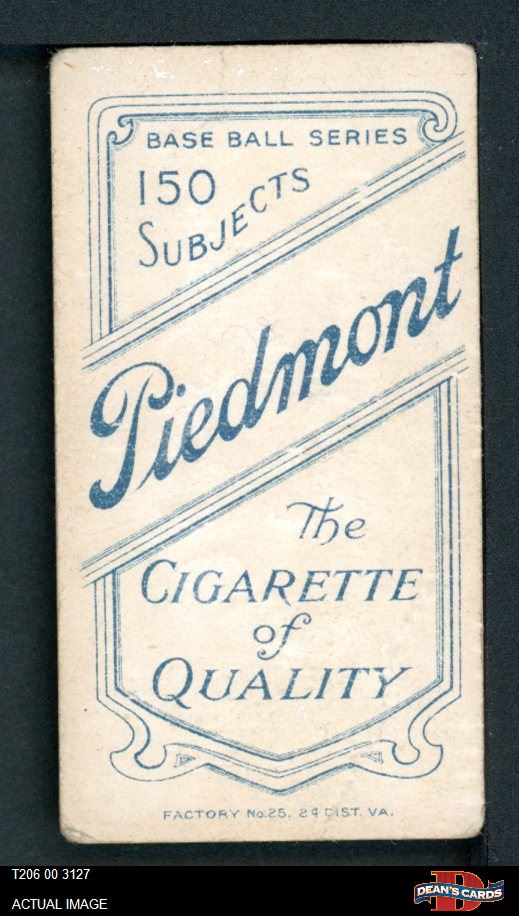 BASE BALL SERIES
150
SUBJECTS
Piedmont
The
CIGARETTE
of
QUALITY
FACTORY No.25. 2d DIST. VA.
T206 00 3127
ACTUAL IMAGE
DEAN'S CARDS